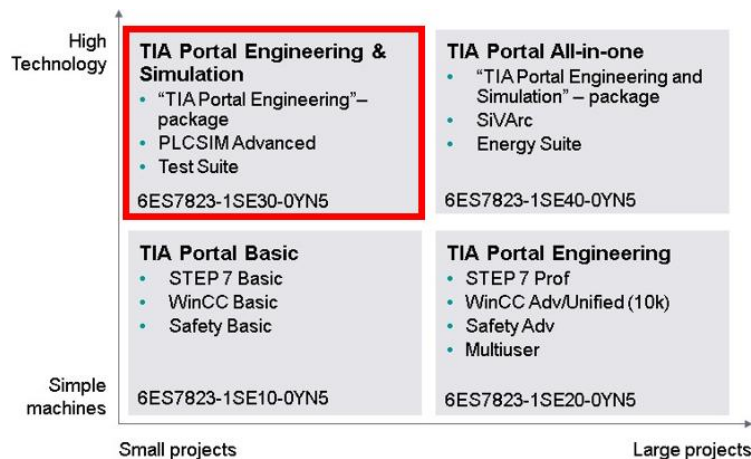 High
Technology
TIA Portal Engineering &
Simulation
• “TIA Portal Engineering”–
package
• PLCSIM Advanced
• Test Suite
6ES7823-1SE30-0YN5
TIA Portal All-in-one
• “TIA Portal Engineering and
Simulation” – package
• SiVArc
• Energy Suite
6ES7823-1SE40-0YN5
TIA Portal Basic
• STEP 7 Basic
• WinCC Basic
• Safety Basic
6ES7823-1SE10-0YN5
TIA Portal Engineering
• STEP 7 Prof
• WinCC Adv/Unified (10k)
• Safety Adv
• Multiuser
6ES7823-1SE20-0YN5
Simple
machines
Small projects
Large projects